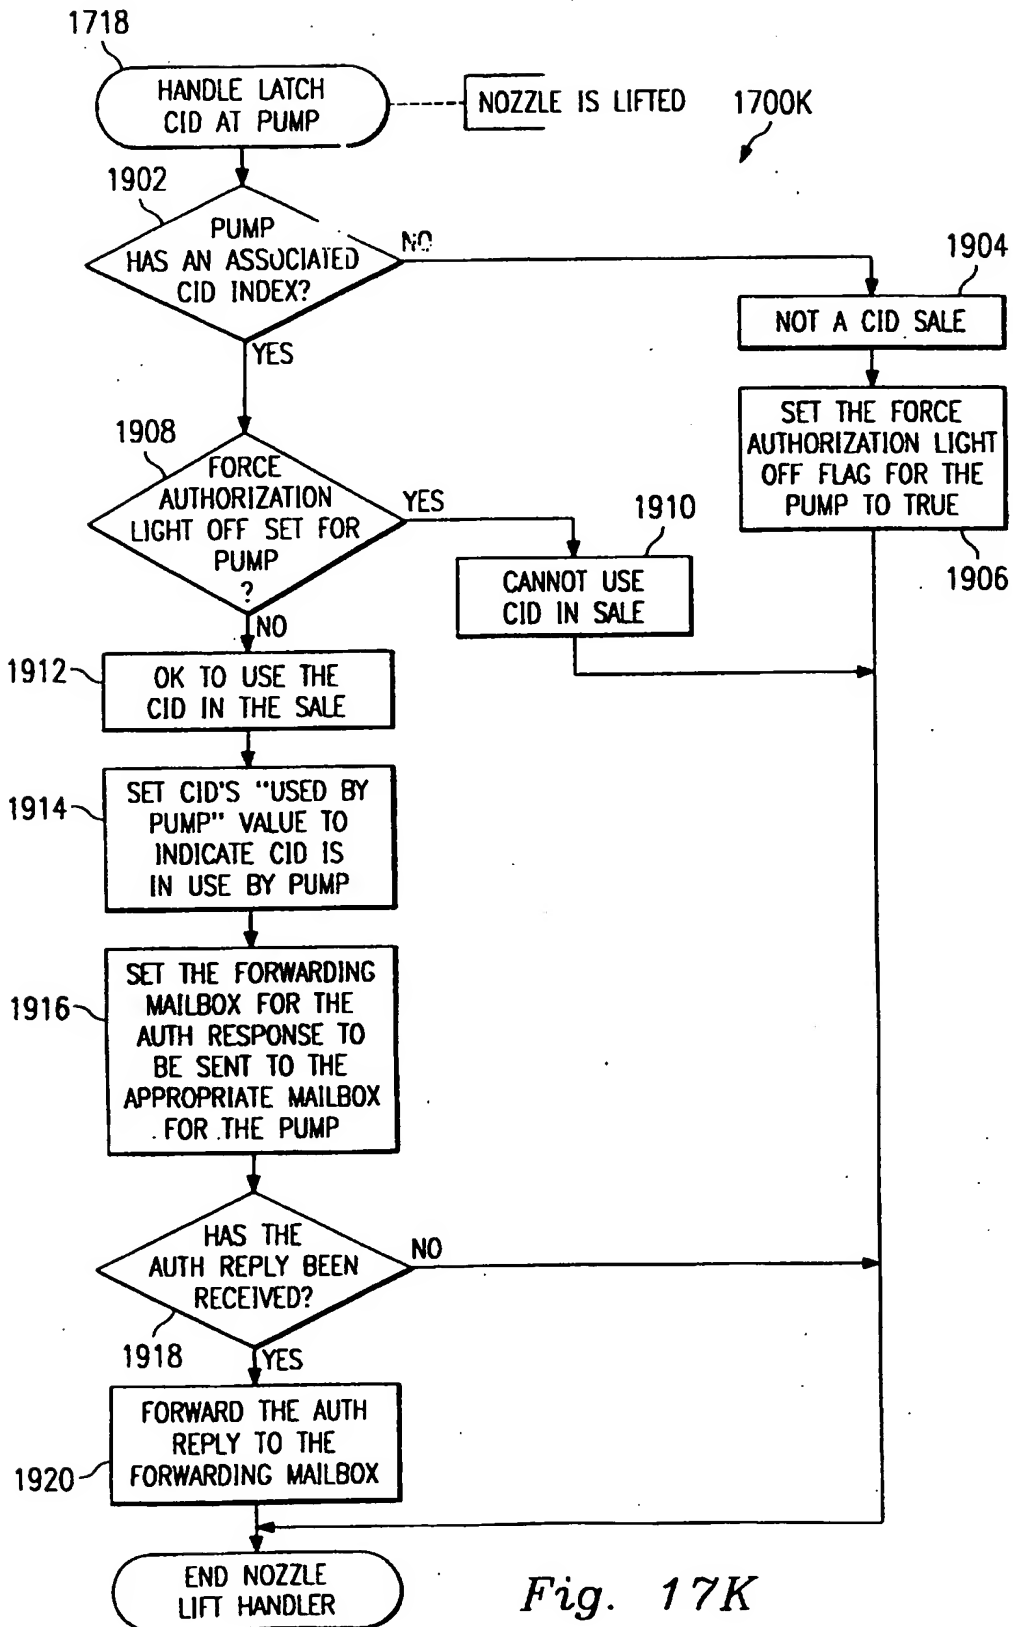 1718
HANDLE LATCH
CID AT PUMP
NOZZLE IS LIFTED
1700K
1902
PUMP
HAS AN ASSOCIATED
CID INDEX?
NO
YES
1904
NOT A CID SALE
SET THE FORCE
AUTHORIZATION LIGHT
OFF FLAG FOR THE
PUMP TO TRUE
1906
1908
FORCE
AUTHORIZATION
LIGHT OFF SET FOR
PUMP
?
YES
NO
1910
CANNOT USE
CID IN SALE
1912
OK TO USE THE
CID IN THE SALE
1914
SET CID'S "USED BY
PUMP" VALUE TO
INDICATE CID IS
IN USE BY PUMP
1916
SET THE FORWARDING
MAILBOX FOR THE
AUTH RESPONSE TO
BE SENT TO THE
APPROPRIATE MAILBOX
FOR THE PUMP
HAS THE
AUTH REPLY BEEN
RECEIVED?
NO
1918
YES
FORWARD THE AUTH
REPLY TO THE
FORWARDING MAILBOX
1920
END NOZZLE
LIFT HANDLER
Fig. 17K